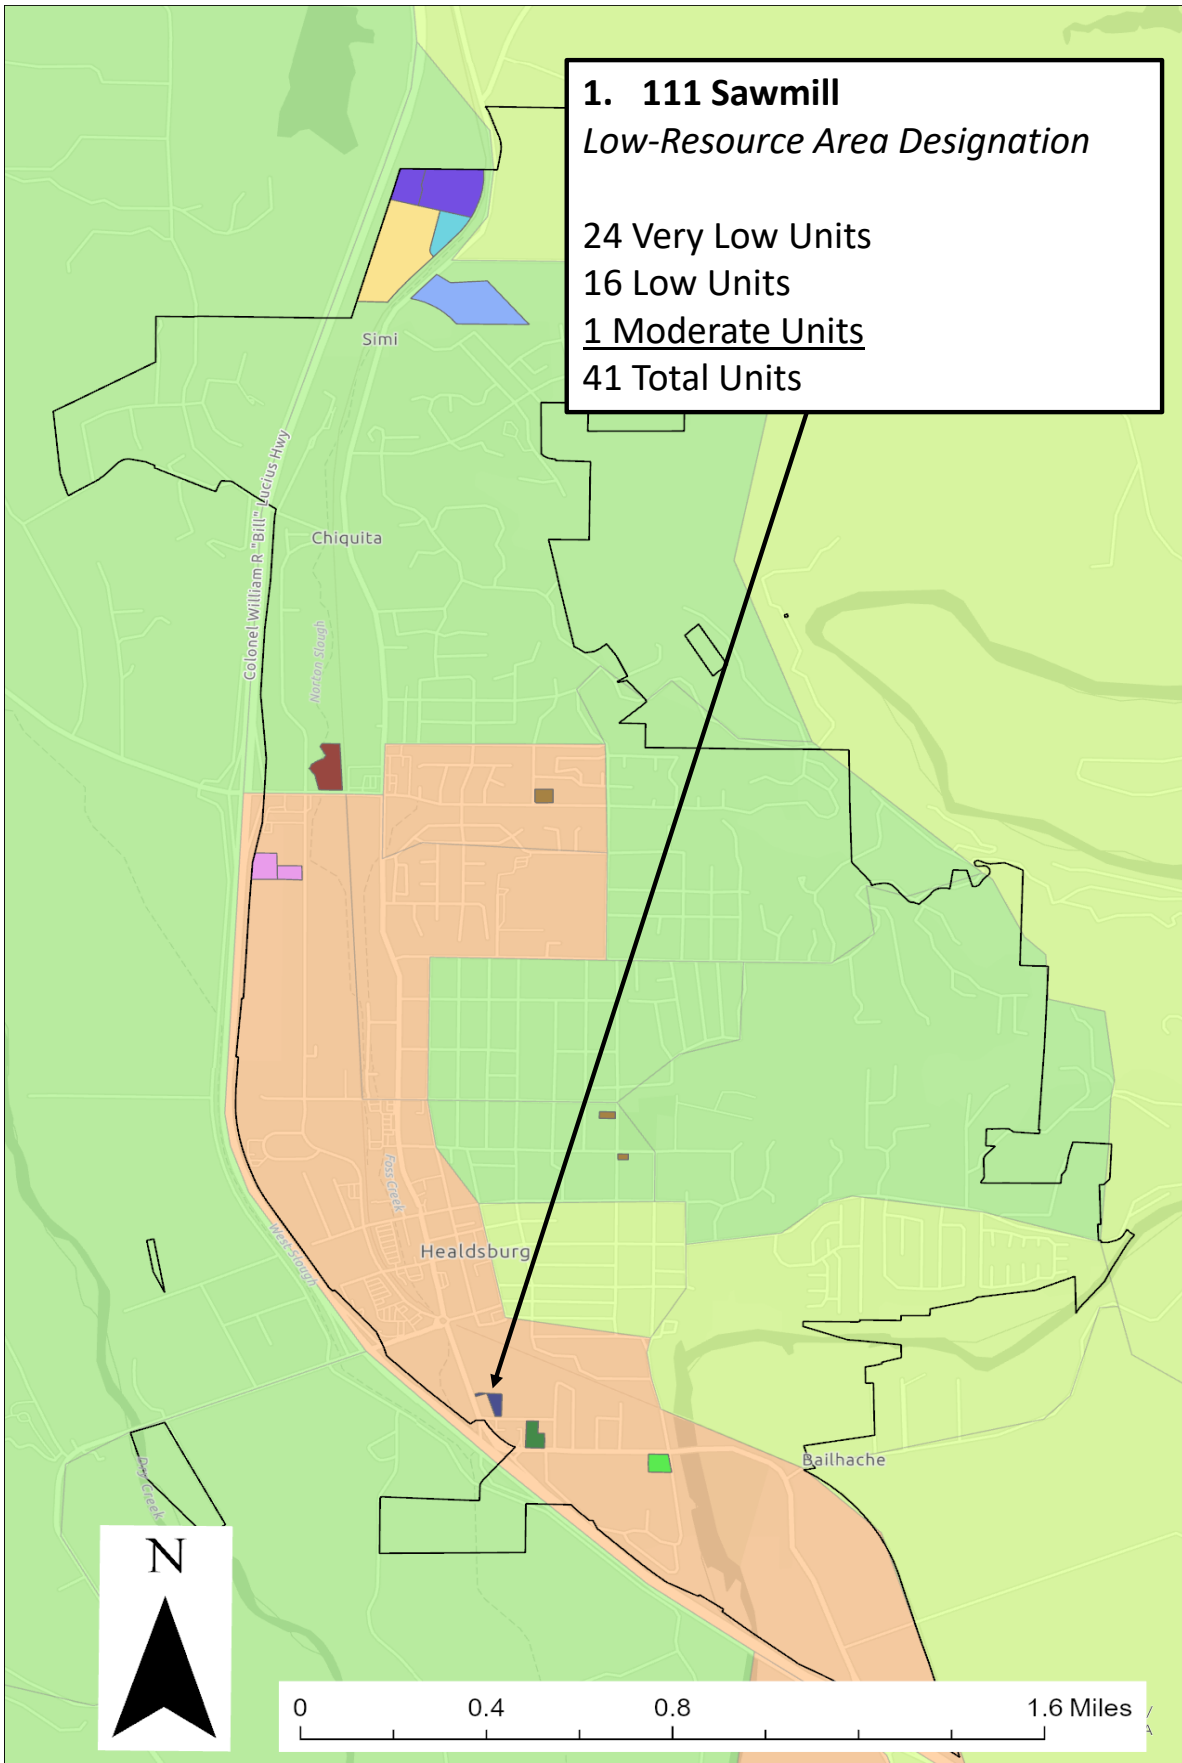 1. 111 Sawmill
Low-Resource Area Designation
24 Very Low Units
16 Low Units
1 Moderate Units
41 Total Units
Simi
Colonel William R "Bill" Lucius Hwy
Chiquita
Norton Slough
Foss Creek
West Slough
Healdsburg
Bailhache
Dry Creek
N
0 0.4 0.8 1.6 Miles